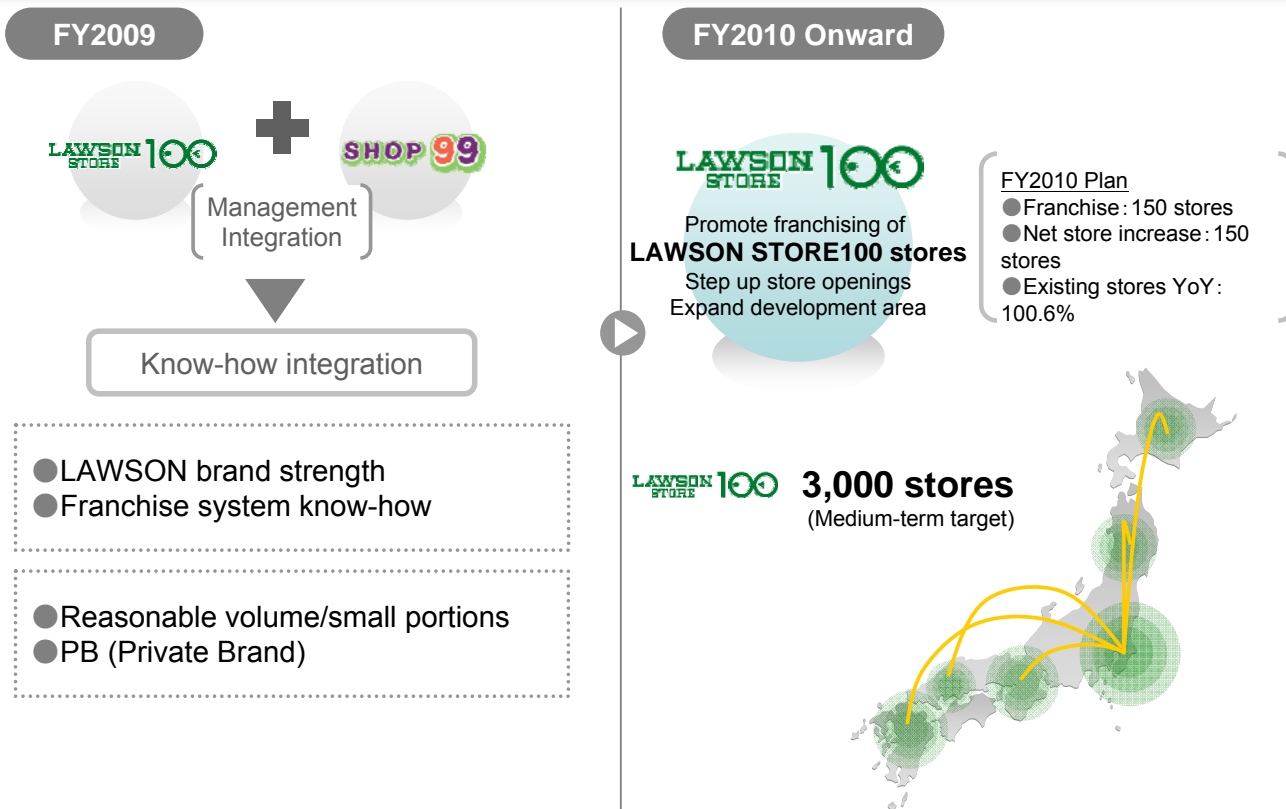 FY2009
LAWSON
STORE 100
SHOP 99
Management
Integration
Know-how integration
●LAWSON brand strength
●Franchise system know-how
●Reasonable volume/small portions
●PB (Private Brand)
FY2010 Onward
LAWSON
STORE 100
Promote franchising of
LAWSON STORE100 stores
Step up store openings
Expand development area
FY2010 Plan
●Franchise：150 stores
●Net store increase：150
stores
●Existing stores YoY：
100.6%
LAWSON
STORE 100
3,000 stores
(Medium-term target)